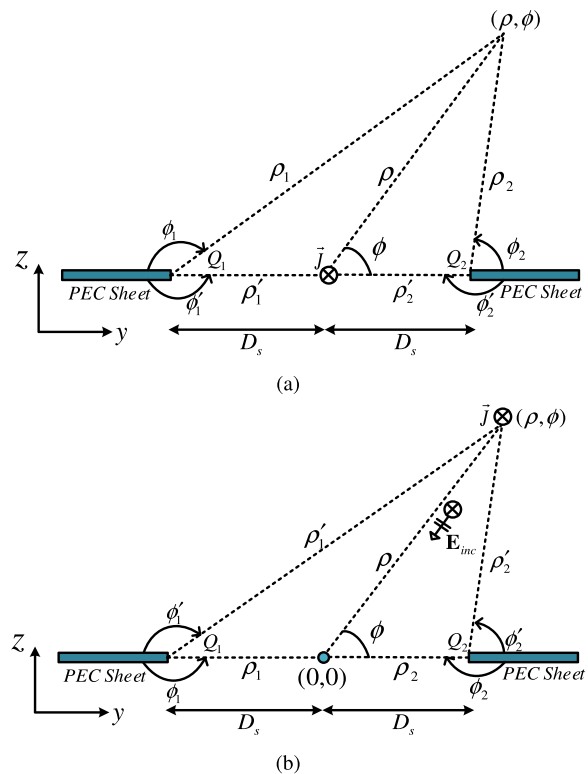 (ρ,ϕ)
ρ₁
ρ
ρ₂
ϕ₁
Q₁
J⃗
ϕ
Q₂
ϕ₂
z
PEC Sheet
ϕ₁′
ρ₁′
ρ₂′
ϕ₂′
PEC Sheet
y
Dₛ
Dₛ
(a)
J⃗
(ρ,ϕ)
ρ₁′
ρ
E_inc
ρ₂′
ϕ₁′
Q₁
ϕ
Q₂
ϕ₂′
z
PEC Sheet
ϕ₁
ρ₁
(0,0)
ρ₂
ϕ₂
PEC Sheet
y
Dₛ
Dₛ
(b)